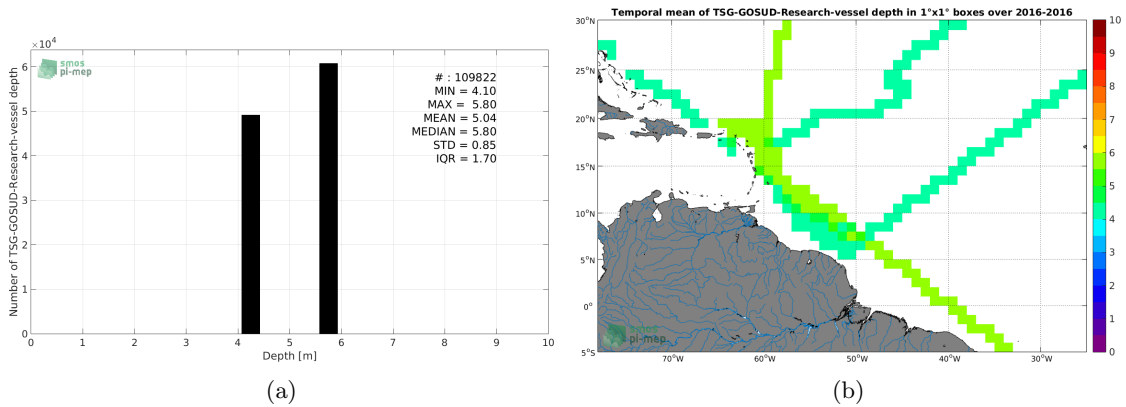 ×10⁴
smos
pi-mep
# : 109822
MIN = 4.10
MAX = 5.80
MEAN = 5.04
MEDIAN = 5.80
STD = 0.85
IQR = 1.70
Number of TSG-GOSUD-Research-vessel depth
6
5
4
3
2
1
0
0 1 2 3 4 5 6 7 8 9 10
Depth [m]
(a)
Temporal mean of TSG-GOSUD-Research-vessel depth in 1°x1° boxes over 2016-2016
30°N
25°N
20°N
15°N
10°N
5°N
0°
5°S
70°W 60°W 50°W 40°W 30°W
smos
pi-mep
10
9
8
7
6
5
4
3
2
1
0
(b)